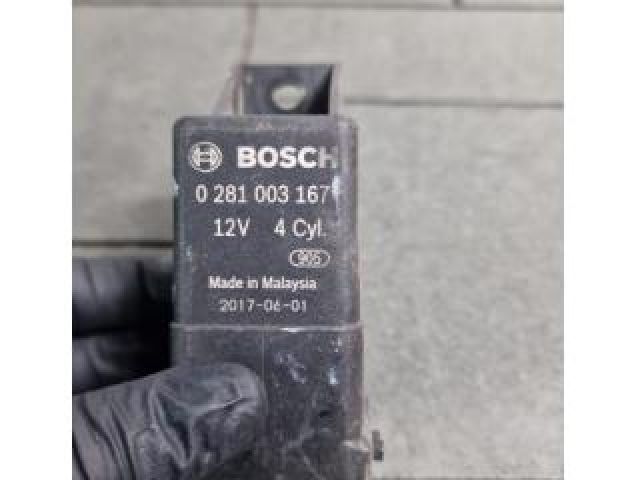 BOSCH
0 281 003 167
12V 4 Cyl.
905
Made in Malaysia
2017-06-01